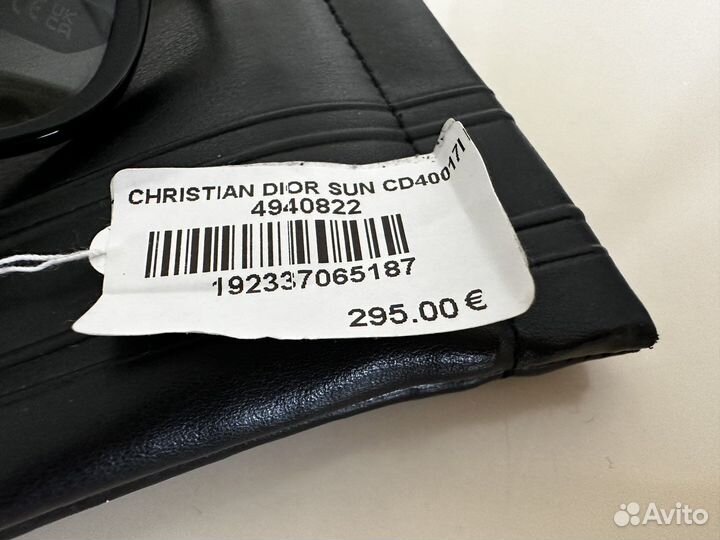 CHRISTIAN DIOR SUN CD40017I
4940822
192337065187
295.00 €
Avito